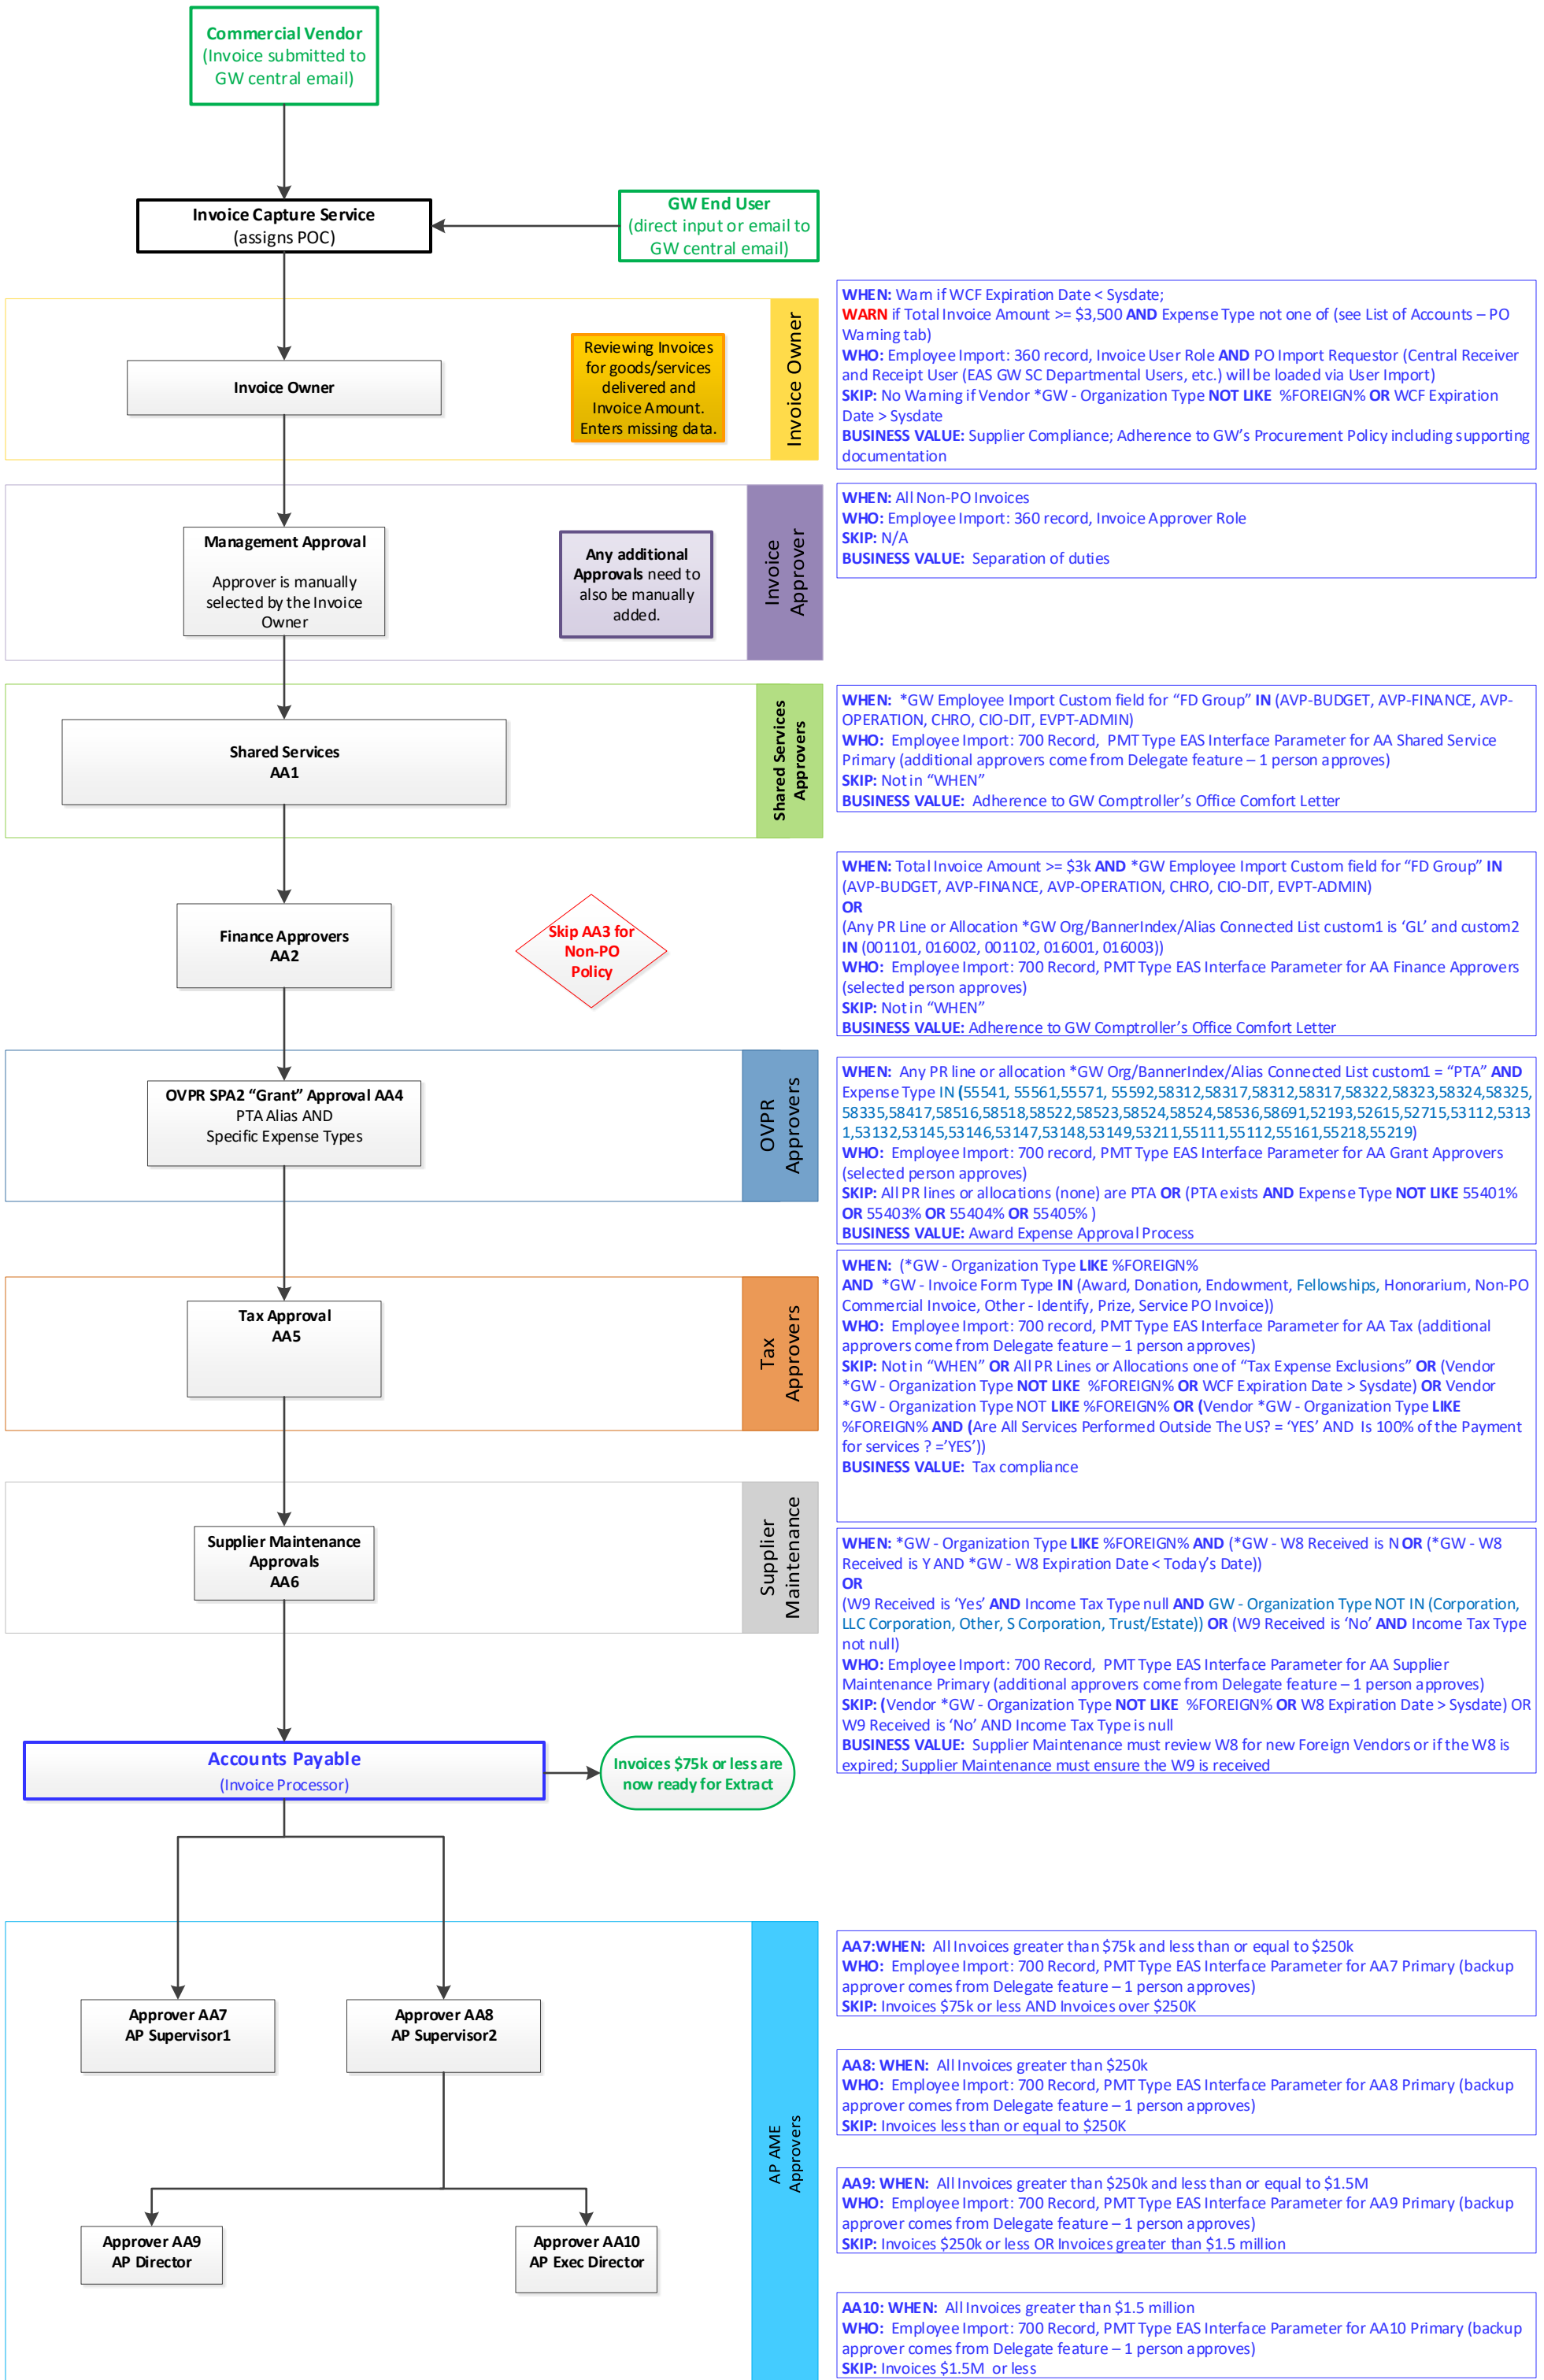 Commercial Vendor
(Invoice submitted to
GW central email)
Invoice Capture Service
(assigns POC)
GW End User
(direct input or email to
GW central email)
Invoice Owner
Reviewing Invoices
for goods/services
delivered and
Invoice Amount.
Enters missing data.
Invoice Owner
WHEN: Warn if WCF Expiration Date < Sysdate;
WARN if Total Invoice Amount >= $3,500 AND Expense Type not one of (see List of Accounts – PO
Warning tab)
WHO: Employee Import: 360 record, Invoice User Role AND PO Import Requestor (Central Receiver
and Receipt User (EAS GW SC Departmental Users, etc.) will be loaded via User Import)
SKIP: No Warning if Vendor *GW - Organization Type NOT LIKE %FOREIGN% OR WCF Expiration
Date > Sysdate
BUSINESS VALUE: Supplier Compliance; Adherence to GW's Procurement Policy including supporting
documentation
Management Approval
Approver is manually
selected by the Invoice
Owner
Any additional
Approvals need to
also be manually
added.
Invoice
Approver
WHEN: All Non-PO Invoices
WHO: Employee Import: 360 record, Invoice Approver Role
SKIP: N/A
BUSINESS VALUE: Separation of duties
Shared Services
AA1
Shared Services
Approvers
WHEN: *GW Employee Import Custom field for "FD Group" IN (AVP-BUDGET, AVP-FINANCE, AVP-
OPERATION, CHRO, CIO-DIT, EVPT-ADMIN)
WHO: Employee Import: 700 Record, PMT Type EAS Interface Parameter for AA Shared Service
Primary (additional approvers come from Delegate feature – 1 person approves)
SKIP: Not in "WHEN"
BUSINESS VALUE: Adherence to GW Comptroller's Office Comfort Letter
Finance Approvers
AA2
Skip AA3 for
Non-PO
Policy
WHEN: Total Invoice Amount >= $3k AND *GW Employee Import Custom field for "FD Group" IN
(AVP-BUDGET, AVP-FINANCE, AVP-OPERATION, CHRO, CIO-DIT, EVPT-ADMIN)
OR
(Any PR Line or Allocation *GW Org/BannerIndex/Alias Connected List custom1 is 'GL' and custom2
IN (001101, 016002, 001102, 016001, 016003))
WHO: Employee Import: 700 Record, PMT Type EAS Interface Parameter for AA Finance Approvers
(selected person approves)
SKIP: Not in "WHEN"
BUSINESS VALUE: Adherence to GW Comptroller's Office Comfort Letter
OVPR SPA2 "Grant" Approval AA4
PTA Alias AND
Specific Expense Types
OVPR
Approvers
WHEN: Any PR line or allocation *GW Org/BannerIndex/Alias Connected List custom1 = "PTA" AND
Expense Type IN (55541, 55561,55571, 55592,58312,58317,58312,58317,58322,58323,58324,58325,
58335,58417,58516,58518,58522,58523,58524,58524,58536,58691,52193,52615,52715,53112,5313
1,53132,53145,53146,53147,53148,53149,53211,55111,55112,55161,55218,55219)
WHO: Employee Import: 700 record, PMT Type EAS Interface Parameter for AA Grant Approvers
(selected person approves)
SKIP: All PR lines or allocations (none) are PTA OR (PTA exists AND Expense Type NOT LIKE 55401%
OR 55403% OR 55404% OR 55405% )
BUSINESS VALUE: Award Expense Approval Process
Tax Approval
AA5
Tax
Approvers
WHEN: (*GW - Organization Type LIKE %FOREIGN%
AND *GW - Invoice Form Type IN (Award, Donation, Endowment, Fellowships, Honorarium, Non-PO
Commercial Invoice, Other - Identify, Prize, Service PO Invoice))
WHO: Employee Import: 700 record, PMT Type EAS Interface Parameter for AA Tax (additional
approvers come from Delegate feature – 1 person approves)
SKIP: Not in "WHEN" OR All PR Lines or Allocations one of "Tax Expense Exclusions" OR (Vendor
*GW - Organization Type NOT LIKE %FOREIGN% OR WCF Expiration Date > Sysdate) OR Vendor
*GW - Organization Type NOT LIKE %FOREIGN% OR (Vendor *GW - Organization Type LIKE
%FOREIGN% AND (Are All Services Performed Outside The US? = 'YES' AND Is 100% of the Payment
for services ? ='YES'))
BUSINESS VALUE: Tax compliance
Supplier Maintenance
Approvals
AA6
Supplier
Maintenance
WHEN: *GW - Organization Type LIKE %FOREIGN% AND (*GW - W8 Received is N OR (*GW - W8
Received is Y AND *GW - W8 Expiration Date < Today's Date))
OR
(W9 Received is 'Yes' AND Income Tax Type null AND GW - Organization Type NOT IN (Corporation,
LLC Corporation, Other, S Corporation, Trust/Estate)) OR (W9 Received is 'No' AND Income Tax Type
not null)
WHO: Employee Import: 700 Record, PMT Type EAS Interface Parameter for AA Supplier
Maintenance Primary (additional approvers come from Delegate feature – 1 person approves)
SKIP: (Vendor *GW - Organization Type NOT LIKE %FOREIGN% OR W8 Expiration Date > Sysdate) OR
W9 Received is 'No' AND Income Tax Type is null
BUSINESS VALUE: Supplier Maintenance must review W8 for new Foreign Vendors or if the W8 is
expired; Supplier Maintenance must ensure the W9 is received
Accounts Payable
(Invoice Processor)
Invoices $75k or less are
now ready for Extract
Approver AA7
AP Supervisor1
Approver AA8
AP Supervisor2
Approver AA9
AP Director
Approver AA10
AP Exec Director
AP AME
Approvers
AA7:WHEN: All Invoices greater than $75k and less than or equal to $250k
WHO: Employee Import: 700 Record, PMT Type EAS Interface Parameter for AA7 Primary (backup
approver comes from Delegate feature – 1 person approves)
SKIP: Invoices $75k or less AND Invoices over $250K
AA8: WHEN: All Invoices greater than $250k
WHO: Employee Import: 700 Record, PMT Type EAS Interface Parameter for AA8 Primary (backup
approver comes from Delegate feature – 1 person approves)
SKIP: Invoices less than or equal to $250K
AA9: WHEN: All Invoices greater than $250k and less than or equal to $1.5M
WHO: Employee Import: 700 Record, PMT Type EAS Interface Parameter for AA9 Primary (backup
approver comes from Delegate feature – 1 person approves)
SKIP: Invoices $250k or less OR Invoices greater than $1.5 million
AA10: WHEN: All Invoices greater than $1.5 million
WHO: Employee Import: 700 Record, PMT Type EAS Interface Parameter for AA10 Primary (backup
approver comes from Delegate feature – 1 person approves)
SKIP: Invoices $1.5M or less